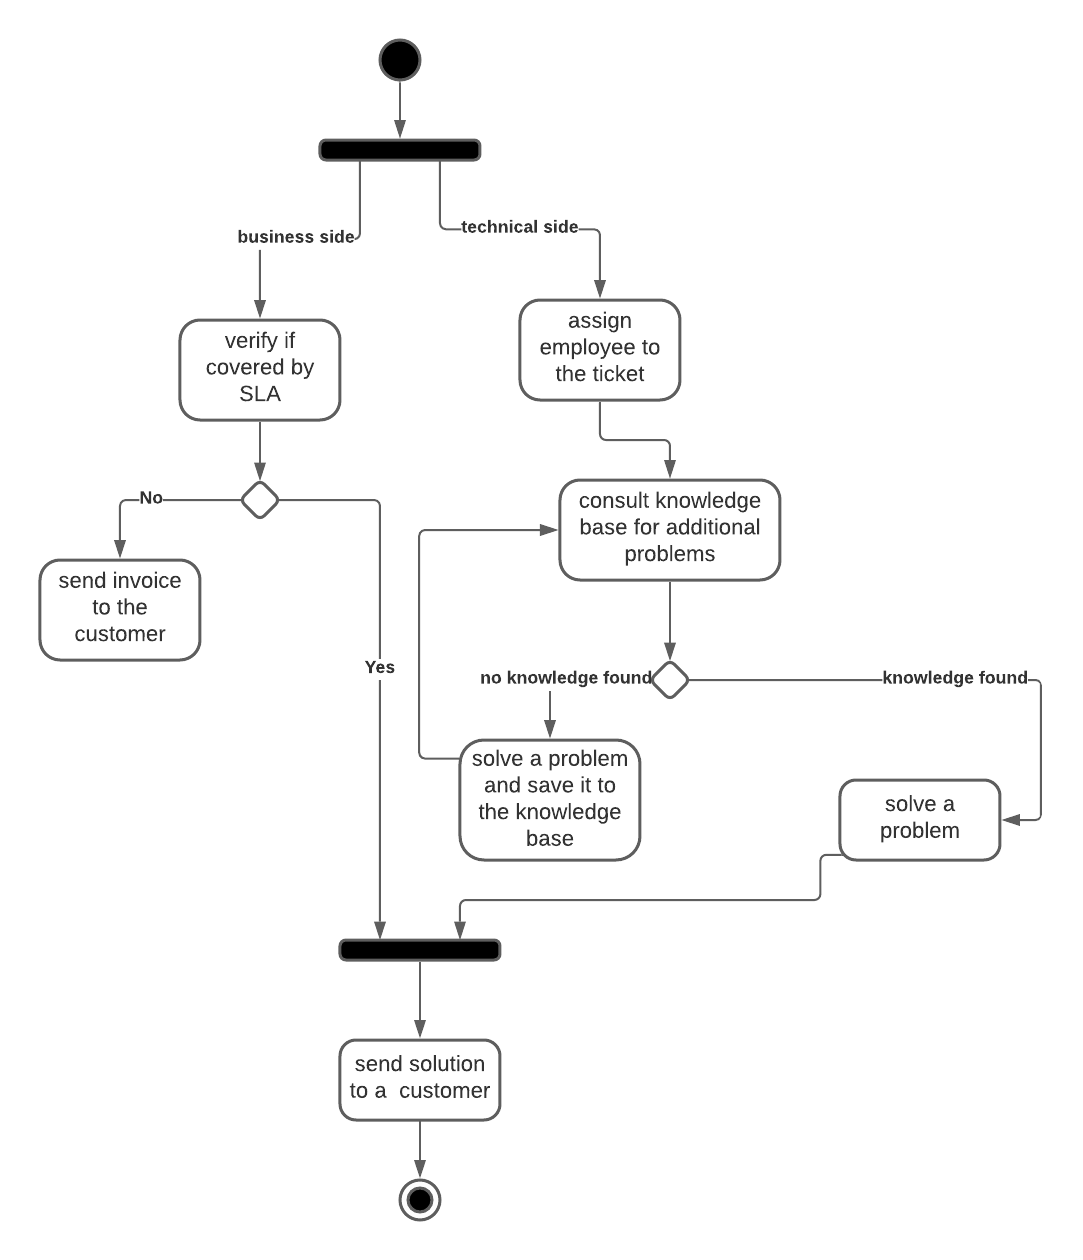 business side
technical side
verify if
covered by
SLA
assign
employee to
the ticket
No
consult knowledge
base for additional
problems
send invoice
to the
customer
Yes
no knowledge found
knowledge found
solve a problem
and save it to
the knowledge
base
solve a
problem
send solution
to a  customer